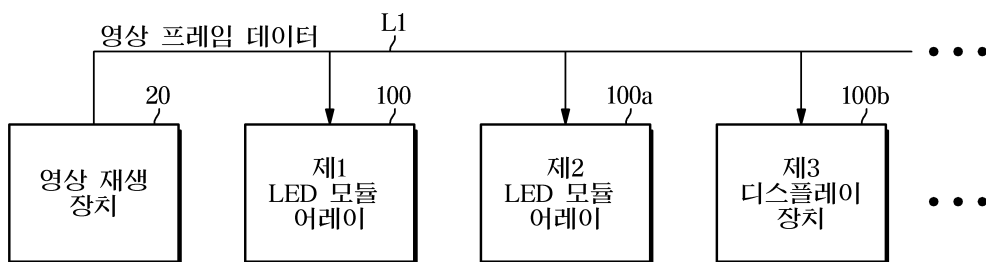 영상 프레임 데이터
L1
20
100
100a
100b
영상 재생
장치
제1
LED 모듈
어레이
제2
LED 모듈
어레이
제3
디스플레이
장치